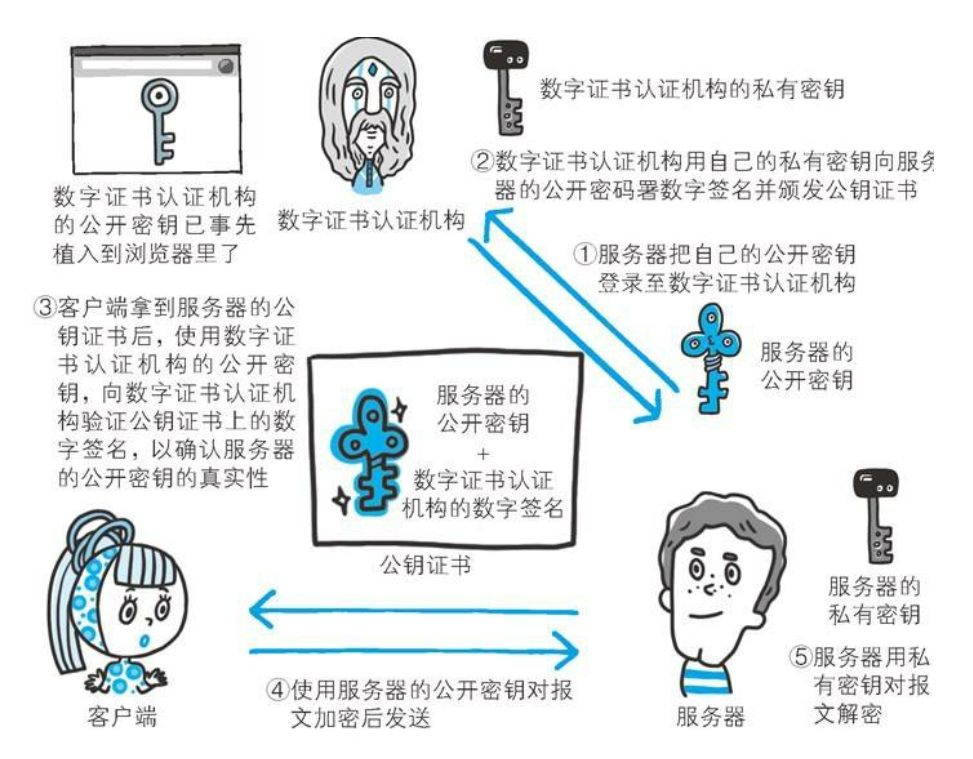 数字证书认证机构的私有密钥
②数字证书认证机构用自己的私有密钥向服务
器的公开密码署数字签名并颁发公钥证书
数字证书认证机构
的公开密钥已事先
植入到浏览器里了
数字证书认证机构
①服务器把自己的公开密钥
登录至数字证书认证机构
服务器的
公开密钥
③客户端拿到服务器的公
钥证书后，使用数字证
书认证机构的公开密
钥，向数字证书认证机
构验证公钥证书上的数
字签名，以确认服务器
的公开密钥的真实性
服务器的
公开密钥
+
数字证书认证
机构的数字签名
公钥证书
服务器的
私有密钥
④使用服务器的公开密钥对报
文加密后发送
⑤服务器用私
有密钥对报
文解密
客户端
服务器